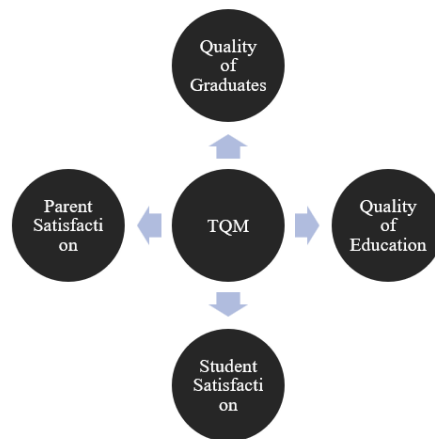 Quality
of
Graduates
Parent
Satisfacti
on
TQM
Quality
of
Education
Student
Satisfacti
on